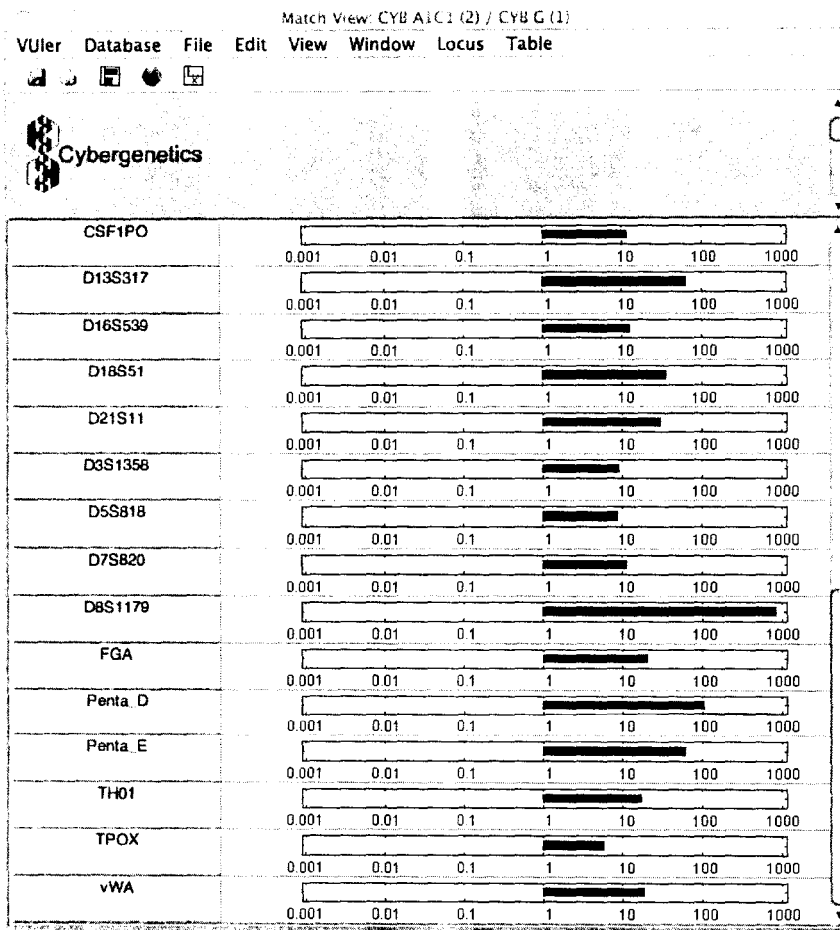 Match View: CYB A1C1 (2) / CYB G (1)
VUIer Database File Edit View Window Locus Table
Cybergenetics
CSF1PO
0.001 0.01 0.1 1 10 100 1000
D13S317
0.001 0.01 0.1 1 10 100 1000
D16S539
0.001 0.01 0.1 1 10 100 1000
D18S51
0.001 0.01 0.1 1 10 100 1000
D21S11
0.001 0.01 0.1 1 10 100 1000
D3S1358
0.001 0.01 0.1 1 10 100 1000
D5S818
0.001 0.01 0.1 1 10 100 1000
D7S820
0.001 0.01 0.1 1 10 100 1000
D8S1179
0.001 0.01 0.1 1 10 100 1000
FGA
0.001 0.01 0.1 1 10 100 1000
Penta_D
0.001 0.01 0.1 1 10 100 1000
Penta_E
0.001 0.01 0.1 1 10 100 1000
TH01
0.001 0.01 0.1 1 10 100 1000
TPOX
0.001 0.01 0.1 1 10 100 1000
vWA
0.001 0.01 0.1 1 10 100 1000